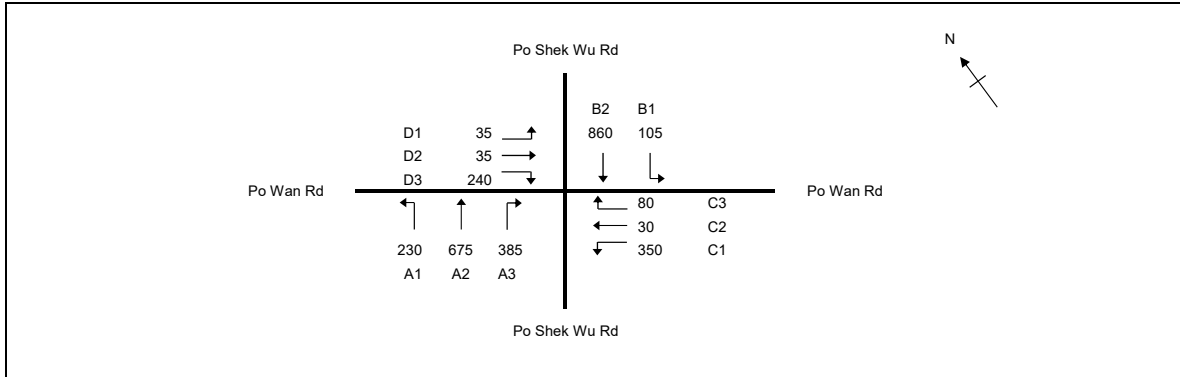 N
Po Shek Wu Rd
B2 B1
D1 35 860 105
D2 35
D3 240
Po Wan Rd Po Wan Rd
80 C3
30 C2
230 675 385 350 C1
A1 A2 A3
Po Shek Wu Rd